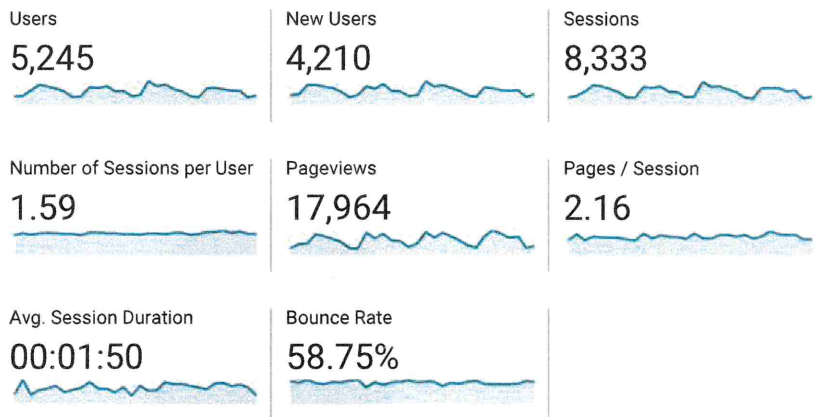 Users
5,245
New Users
4,210
Sessions
8,333
Number of Sessions per User
1.59
Pageviews
17,964
Pages / Session
2.16
Avg. Session Duration
00:01:50
Bounce Rate
58.75%